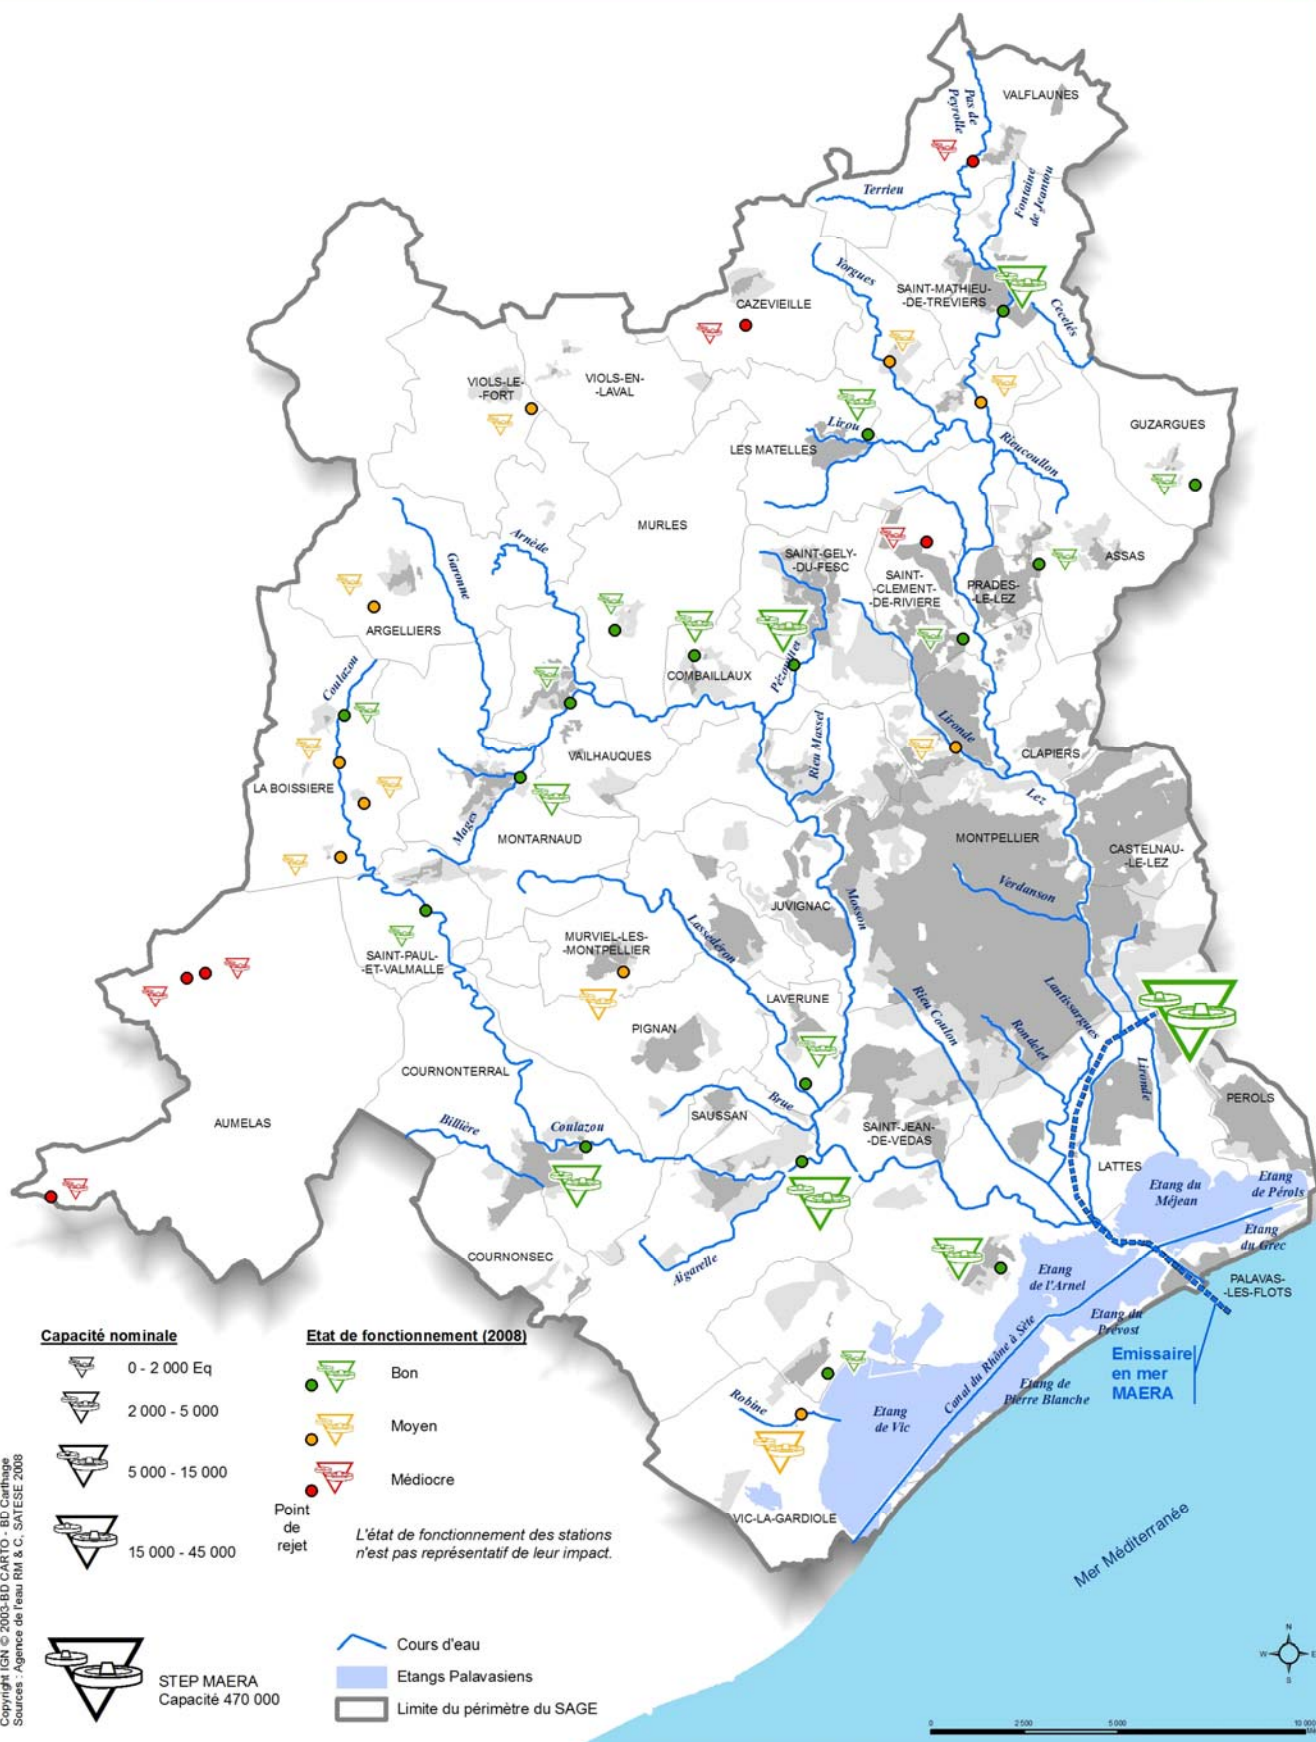 VALFLAUNES
Pas de
Peyrolle
Terrieu
Fontaine
de Jeantou
Yorgues
SAINT-MATHIEU-
-DE-TREVIERS
Cecelés
CAZEVIEILLE
VIOLS-LE-
-FORT
VIOLS-EN-
-LAVAL
GUZARGUES
Lirou
LES MATELLES
Rieucoullon
MURLES
Arnède
Garonne
SAINT-GELY-
-DU-FESC
SAINT-
-CLEMENT-
-DE-RIVIERE
PRADES-
-LE-LEZ
ASSAS
ARGELLIERS
COMBAILLAUX
Pézouillet
Coulazou
Rieu Massel
Lironde
CLAPIERS
VAILHAUQUES
LA BOISSIERE
Lez
Mages
MONTARNAUD
MONTPELLIER
CASTELNAU-
-LE-LEZ
Verdanson
JUVIGNAC
Mosson
Lassédéron
MURVIEL-LES-
-MONTPELLIER
SAINT-PAUL-
-ET-VALMALLE
LAVERUNE
Rieu Coulon
Lantissargues
Rondelet
PIGNAN
Lironde
COURNONTERRAL
PEROLS
Brue
SAUSSAN
AUMELAS
Billière
Coulazou
SAINT-JEAN-
-DE-VEDAS
LATTES
Etang du
Méjean
Etang
de Pérols
Etang
du Grec
COURNONSEC
Aigarelle
Etang
de l'Arnel
PALAVAS-
-LES-FLOTS
Etang du
Prévost
Emissaire
en mer
MAERA
Canal du Rhône à Sète
Etang de
Pierre Blanche
Robine
Etang
de Vic
VIC-LA-GARDIOLE
Mer Méditerranée
Capacité nominale
0 - 2 000 Eq
2 000 - 5 000
5 000 - 15 000
15 000 - 45 000
STEP MAERA
Capacité 470 000
Etat de fonctionnement (2008)
Bon
Moyen
Médiocre
Point
de
rejet
L'état de fonctionnement des stations
n'est pas représentatif de leur impact.
Cours d'eau
Etangs Palavasiens
Limite du périmètre du SAGE
Copyright IGN © 2003-BD CARTO - BD Carthage
Sources : Agence de l'eau RM & C, SATESE 2008
N
W
E
S
0
2 500
5 000
10 000